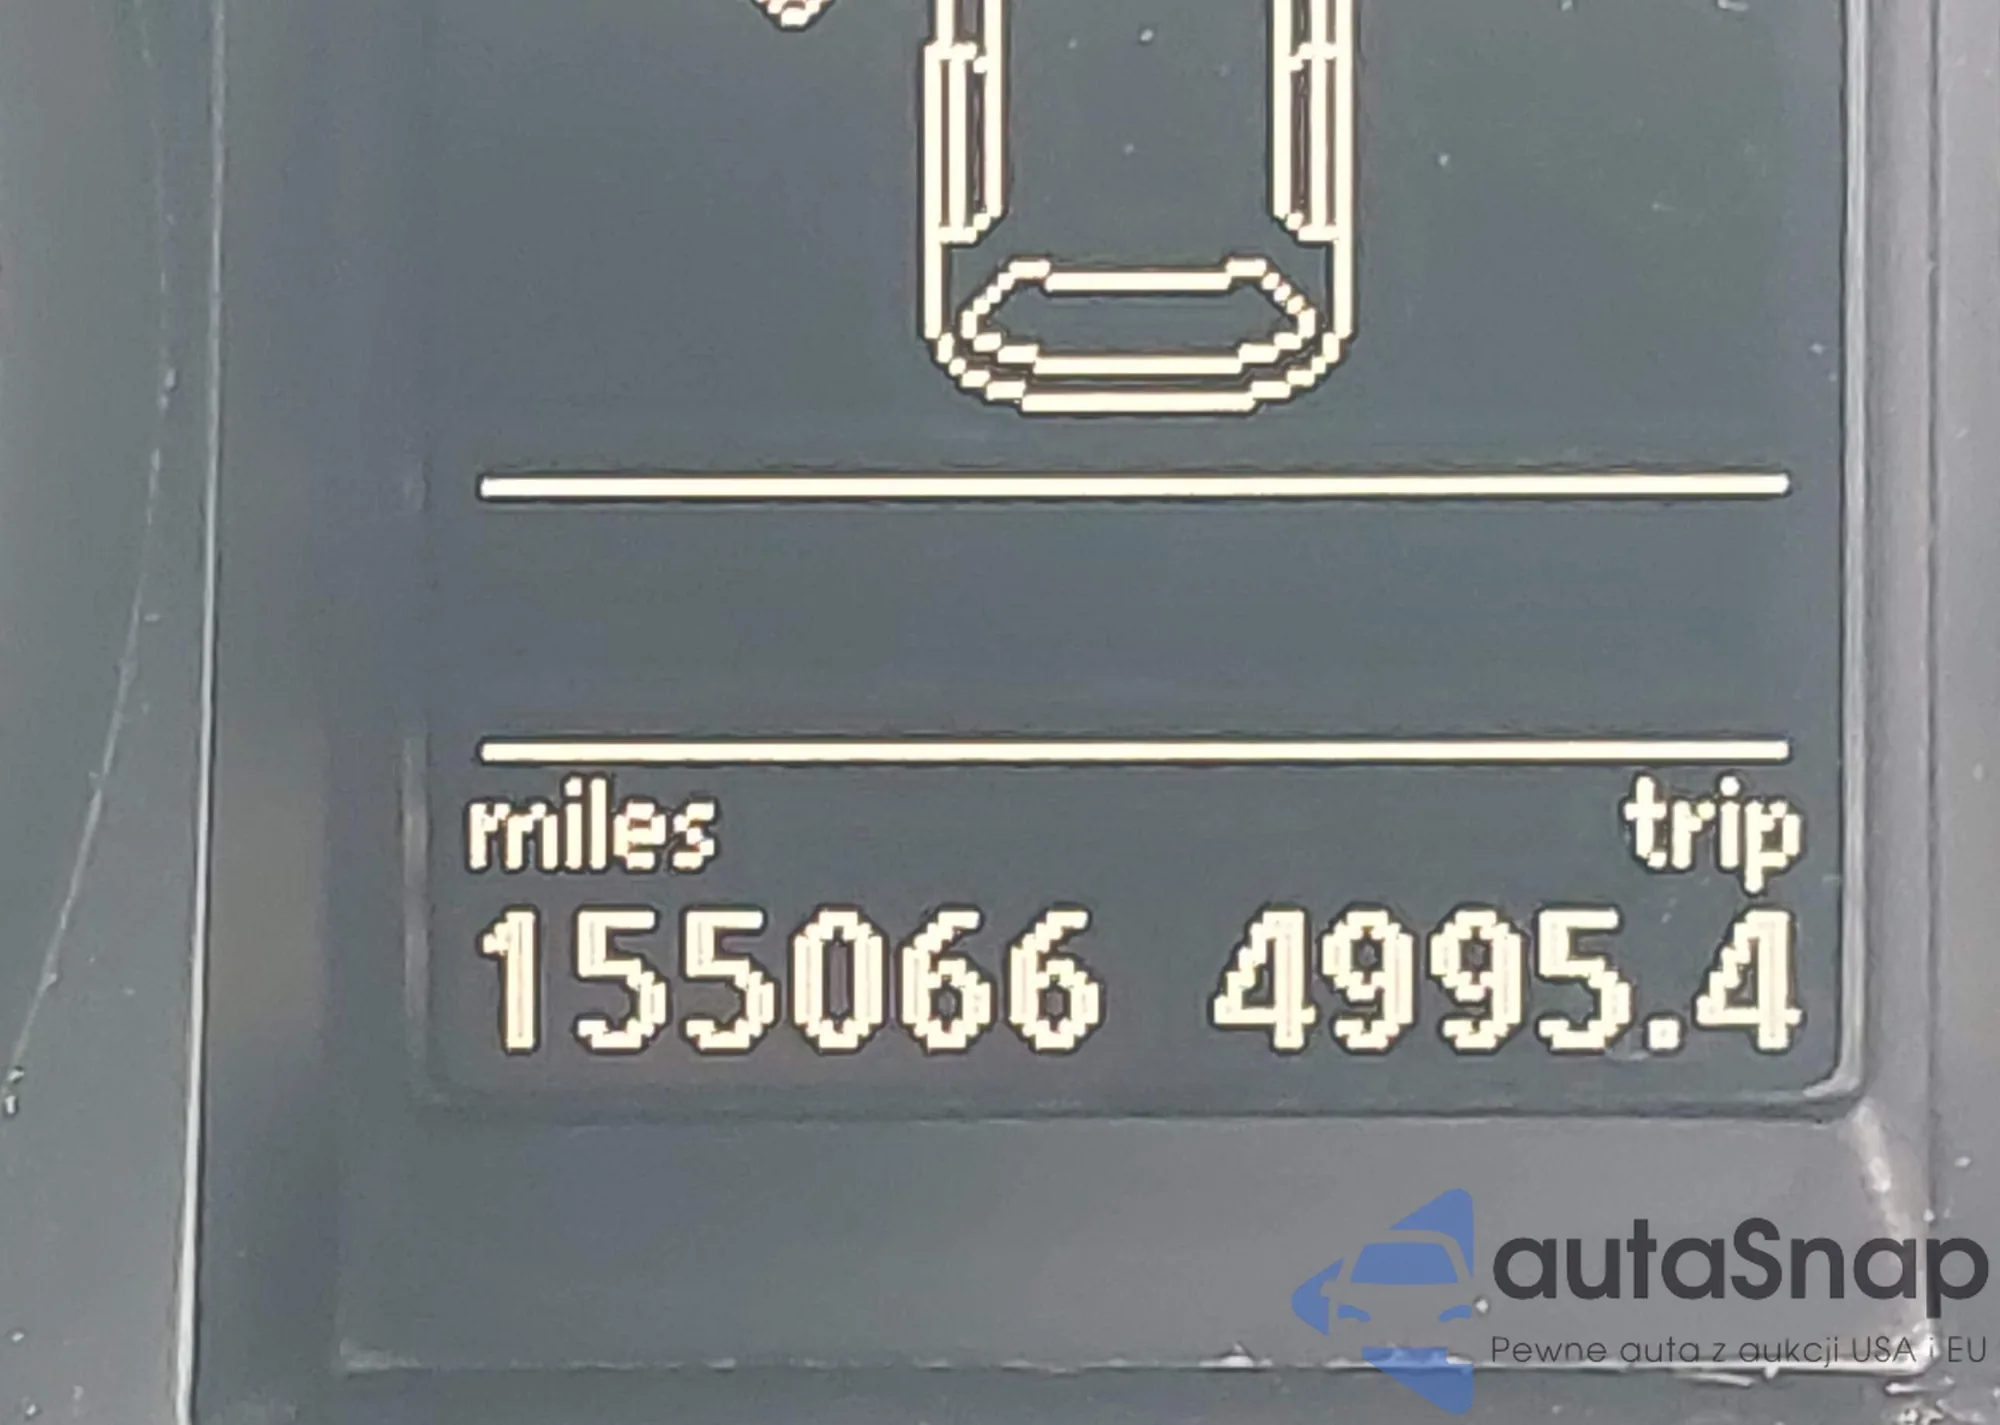 miles trip
155066 4995.4
autaSnap
Pewne auta z aukcji USA i EU